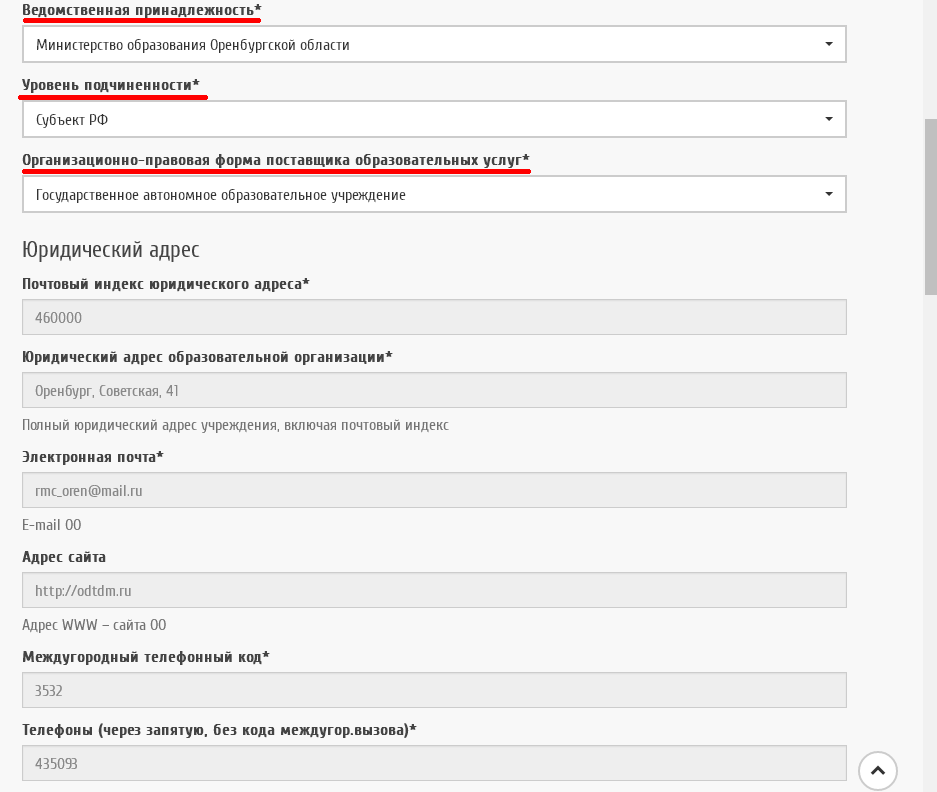 Ведомственная принадлежность*
Министерство образования Оренбургской области
Уровень подчиненности*
Субъект РФ
Организационно-правовая форма поставщика образовательных услуг*
Государственное автономное образовательное учреждение
Юридический адрес
Почтовый индекс юридического адреса*
460000
Юридический адрес образовательной организации*
Оренбург, Советская, 41
Полный юридический адрес учреждения, включая почтовый индекс
Электронная почта*
rmc_oren@mail.ru
E-mail ОО
Адрес сайта
http://odtdm.ru
Адрес WWW – сайта ОО
Междугородный телефонный код*
3532
Телефоны (через запятую, без кода междугор.вызова)*
435093